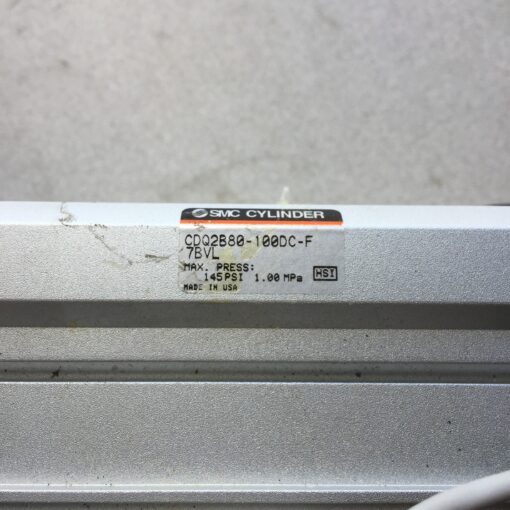 SMC CYLINDER
CDQ2B80-100DC-F
7BVL
MAX. PRESS:
145PSI 1.00 MPa HSI
MADE IN USA